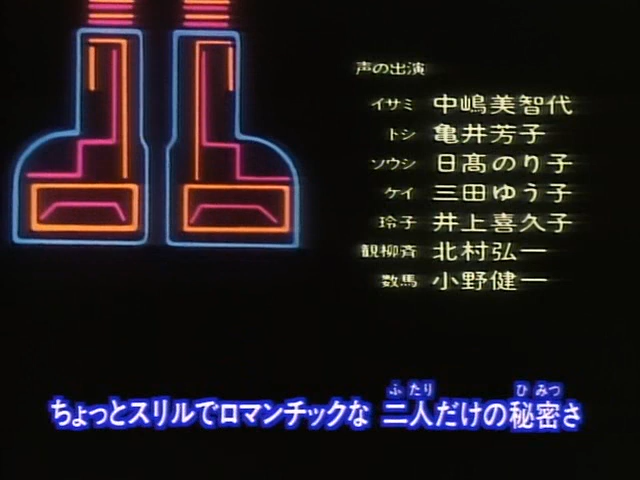 声の出演
イサミ 中嶋美智代
トシ 亀井芳子
ソウシ 日髙のり子
ケイ 三田ゆう子
玲子 井上喜久子
観柳斉 北村弘一
数馬 小野健一
ふたり ひみつ
ちょっとスリルでロマンチックな 二人だけの秘密さ